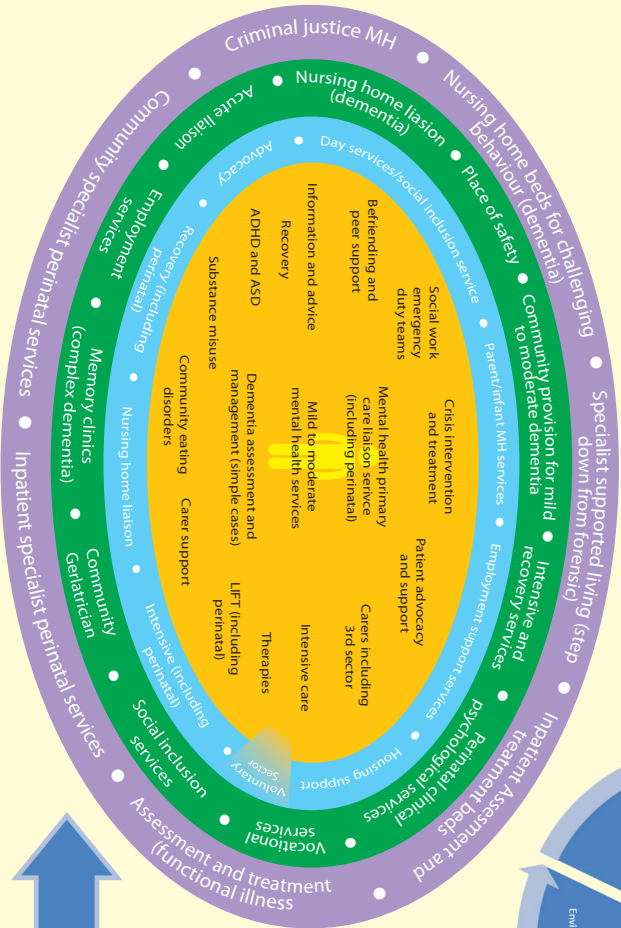 Criminal justice MH
Nursing home beds for challenging
behaviour (dementia)
Specialist supported living (step
down from forensic)
Inpatient Assessment and
treatment beds
Assessment and treatment
(functional illness
Inpatient specialist perinatal services
Community specialist perinatal services
Acute liaison
Nursing home liasion
(dementia)
Place of safety
Community provision for mild
to moderate dementia
Intensive and
recovery services
Perinatal clinical
psychological services
Vocational
services
Social inclusion
services
Community
Geriatrician
Memory clinics
(complex dementia)
Employment
services
Advocacy
Day services/social inclusion service
Parent/infant MH services
Employment support services
Housing support
Voluntary
Sector
Intensive (including
perinatal)
Nursing home liaison
Recovery (including
perinatal)
Crisis intervention
and treatment
Social work
emergency
duty teams
Patient advocacy
and support
Befriending and
peer support
Mental health primary
care liaison serivce
(including perinatal)
Carers including
3rd sector
Information and advice
Mild to moderate
mental health services
Intensive care
Recovery
Therapies
ADHD and ASD
Dementia assessment and
management (simple cases)
LIFT (including
perinatal)
Substance misuse
Community eating
disorders
Carer support
Envi